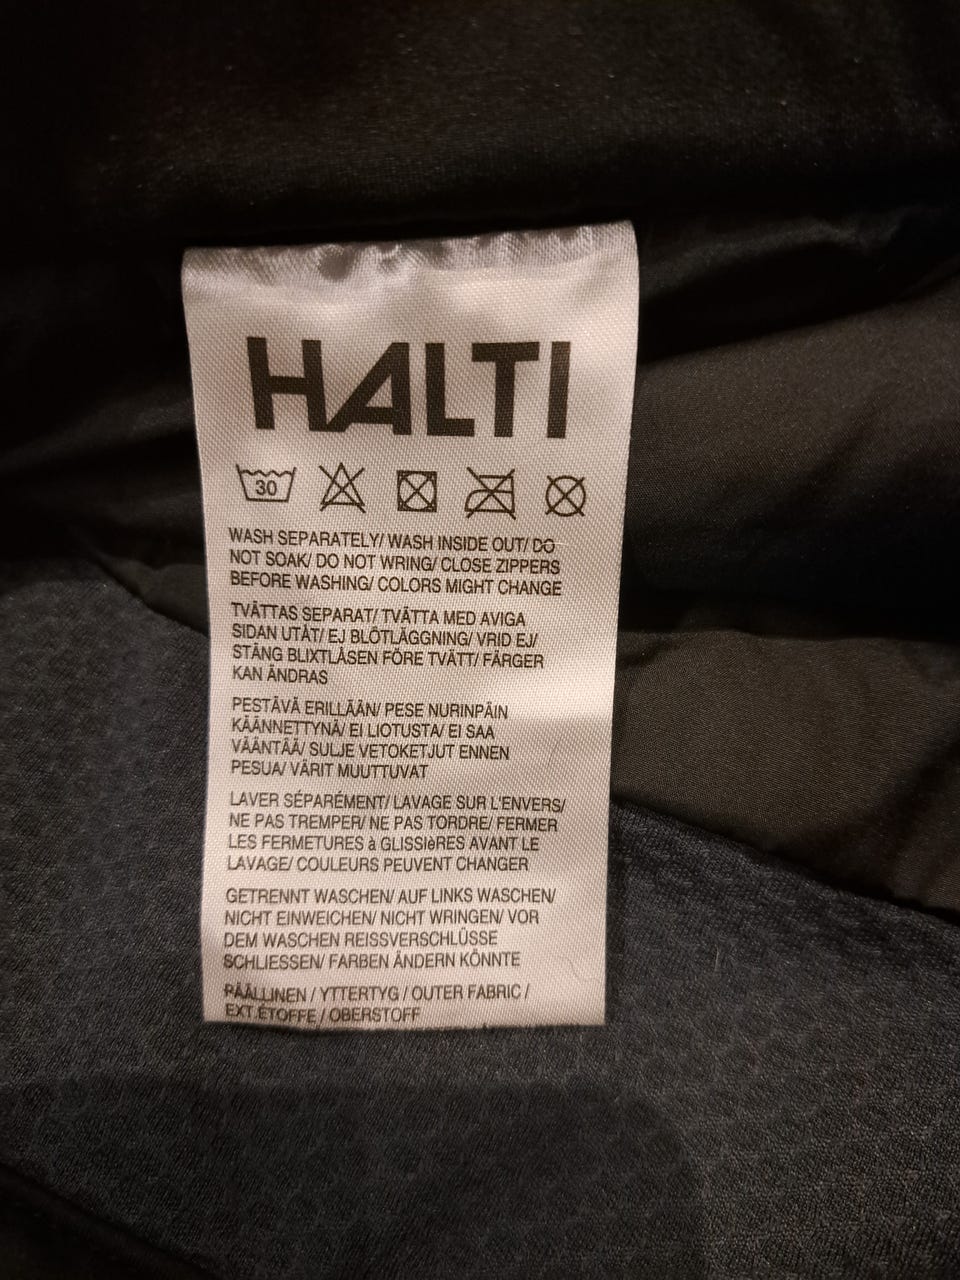 HALTI
30
WASH SEPARATELY/ WASH INSIDE OUT/ DO
NOT SOAK/ DO NOT WRING/ CLOSE ZIPPERS
BEFORE WASHING/ COLORS MIGHT CHANGE
TVÄTTAS SEPARAT/ TVÄTTA MED AVIGA
SIDAN UTÅT/ EJ BLÖTLÄGGNING/ VRID EJ/
STÄNG BLIXTLÅSEN FÖRE TVÄTT/ FÄRGER
KAN ÄNDRAS
PESTÄVÄ ERILLÄÄN/ PESE NURINPÄIN
KÄÄNNETTYNÄ/ EI LIOTUSTA/ EI SAA
VÄÄNTÄÄ/ SULJE VETOKETJUT ENNEN
PESUA/ VÄRIT MUUTTUVAT
LAVER SÉPARÉMENT/ LAVAGE SUR L'ENVERS/
NE PAS TREMPER/ NE PAS TORDRE/ FERMER
LES FERMETURES à GLISSIèRES AVANT LE
LAVAGE/ COULEURS PEUVENT CHANGER
GETRENNT WASCHEN/ AUF LINKS WASCHEN/
NICHT EINWEICHEN/ NICHT WRINGEN/ VOR
DEM WASCHEN REISSVERSCHLÜSSE
SCHLIESSEN/ FARBEN ÄNDERN KÖNNTE
PÄÄLLINEN / YTTERTYG / OUTER FABRIC /
EXT.ÉTOFFE / OBERSTOFF